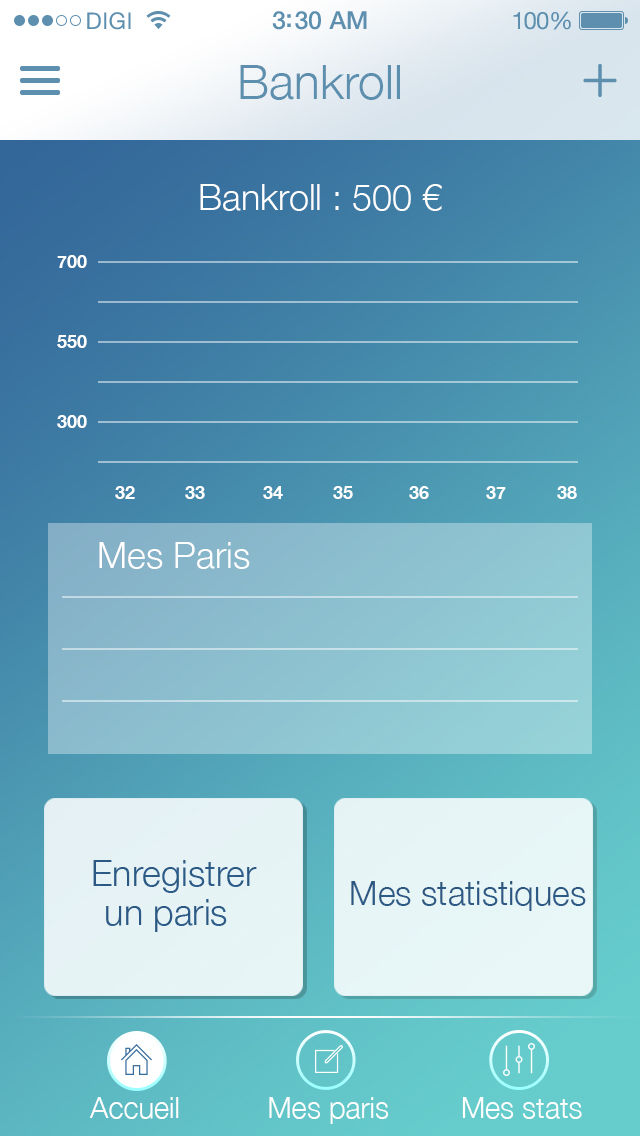 DIGI 3:30 AM 100%
Bankroll
Bankroll : 500 €
700
550
300
32 33 34 35 36 37 38
Mes Paris
Enregistrer
un paris
Mes statistiques
Accueil Mes paris Mes stats